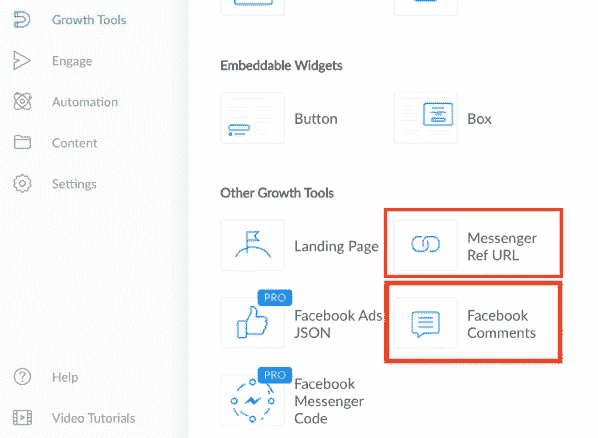 Growth Tools
Engage
Automation
Content
Settings
Help
Video Tutorials
Embeddable Widgets
Button
Box
Other Growth Tools
Landing Page
Messenger
Ref URL
PRO
Facebook Ads
JSON
Facebook
Comments
PRO
Facebook
Messenger
Code